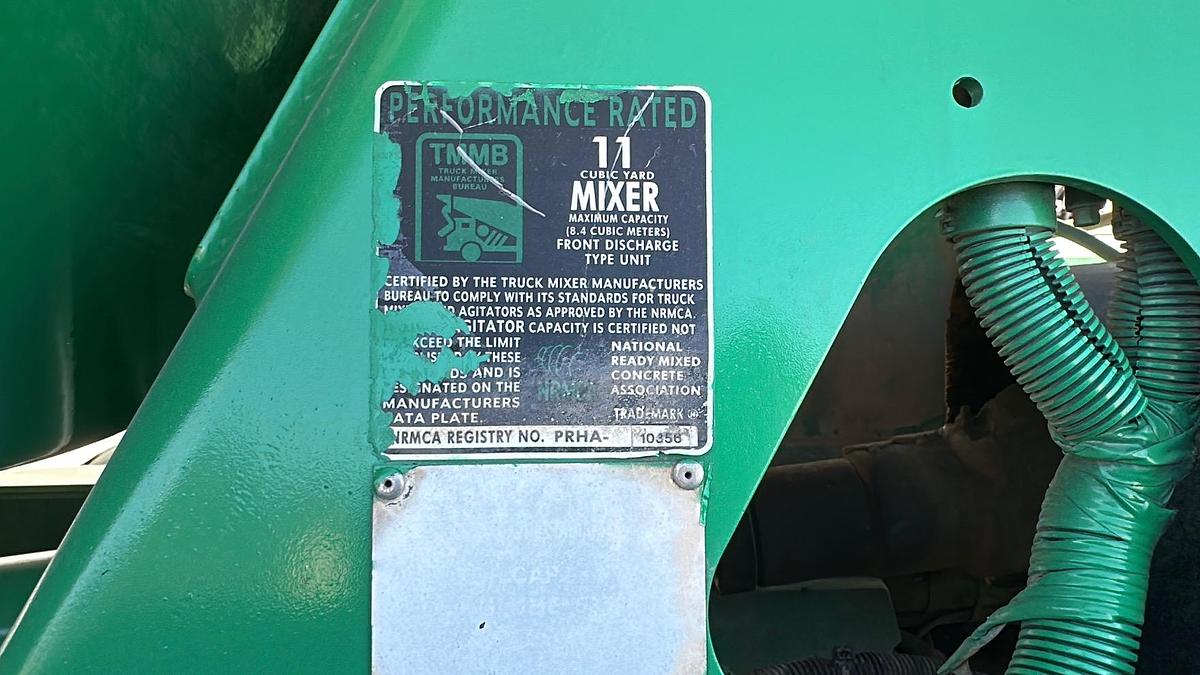 PERFORMANCE RATED
TMMB
TRUCK MIXER
MANUFACTURERS
BUREAU
11
CUBIC YARD
MIXER
MAXIMUM CAPACITY
(8.4 CUBIC METERS)
FRONT DISCHARGE
TYPE UNIT
CERTIFIED BY THE TRUCK MIXER MANUFACTURERS
BUREAU TO COMPLY WITH ITS STANDARDS FOR TRUCK
AGITATORS AS APPROVED BY THE NRMCA.
AGITATOR CAPACITY IS CERTIFIED NOT
THE LIMIT
THESE
AND IS
ON THE
MANUFACTURERS
PLATE
NRMCA
NATIONAL
READY MIXED
CONCRETE
ASSOCIATION
TRADEMARK
NRMCA REGISTRY NO. PRHA-